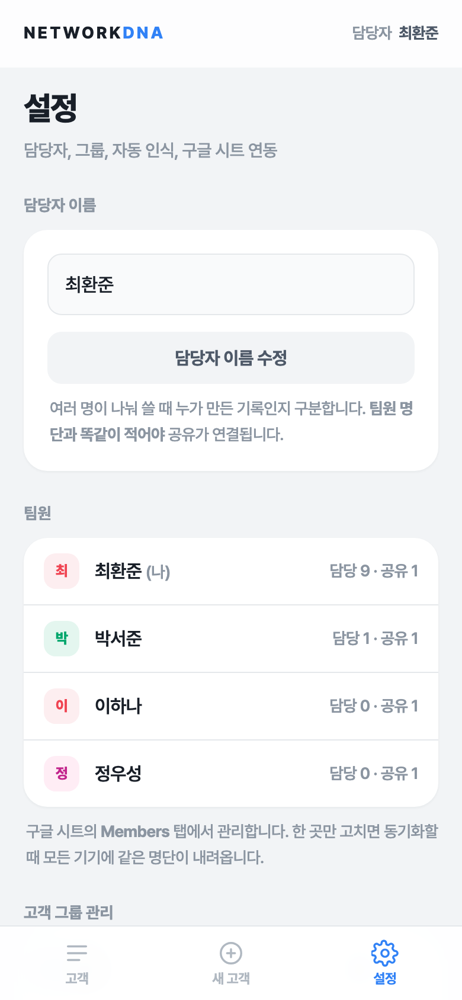 NETWORKDNA
담당자 최환준
설정
담당자, 그룹, 자동 인식, 구글 시트 연동
담당자 이름
최환준
담당자 이름 수정
여러 명이 나눠 쓸 때 누가 만든 기록인지 구분합니다. 팀원 명
단과 똑같이 적어야 공유가 연결됩니다.
팀원
최 최환준 (나) 담당 9 · 공유 1
박 박서준 담당 1 · 공유 1
이 이하나 담당 0 · 공유 1
정 정우성 담당 0 · 공유 1
구글 시트의 Members 탭에서 관리합니다. 한 곳만 고치면 동기화할
때 모든 기기에 같은 명단이 내려옵니다.
고객 그룹 관리
고객 새 고객 설정